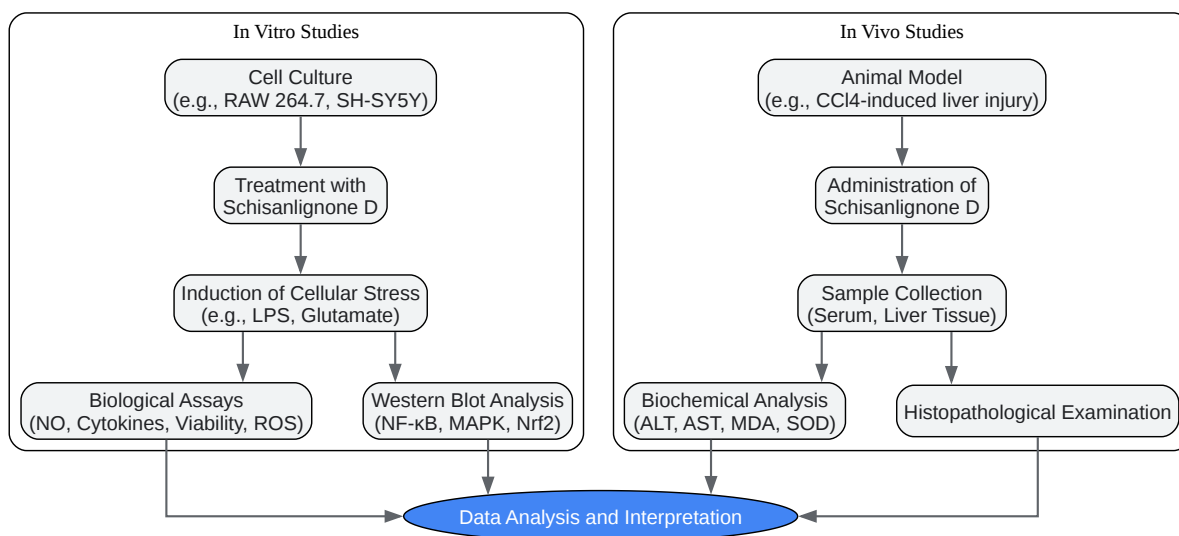 In Vitro Studies
Cell Culture
(e.g., RAW 264.7, SH-SY5Y)
Treatment with
Schisanlignone D
Induction of Cellular Stress
(e.g., LPS, Glutamate)
Biological Assays
(NO, Cytokines, Viability, ROS)
Western Blot Analysis
(NF-κB, MAPK, Nrf2)
In Vivo Studies
Animal Model
(e.g., CCl4-induced liver injury)
Administration of
Schisanlignone D
Sample Collection
(Serum, Liver Tissue)
Biochemical Analysis
(ALT, AST, MDA, SOD)
Histopathological Examination
Data Analysis and Interpretation